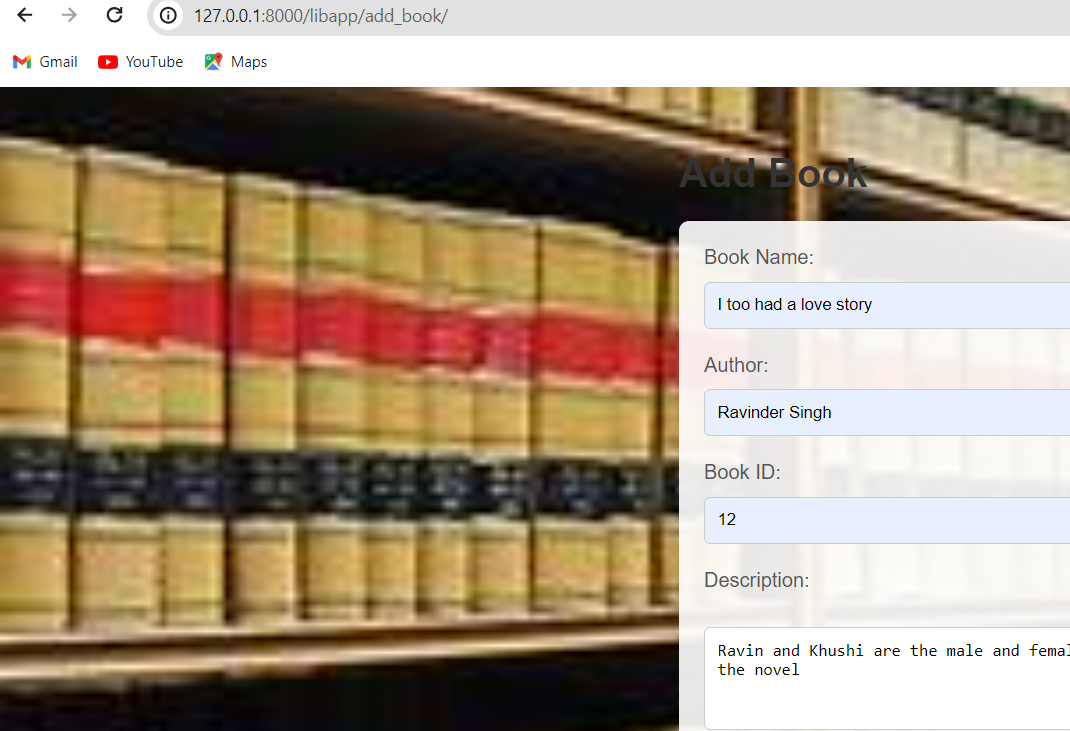 127.0.0.1:8000/libapp/add_book/
Gmail YouTube Maps
Add Book
Book Name:
I too had a love story
Author:
Ravinder Singh
Book ID:
12
Description:
Ravin and Khushi are the male and
the novel